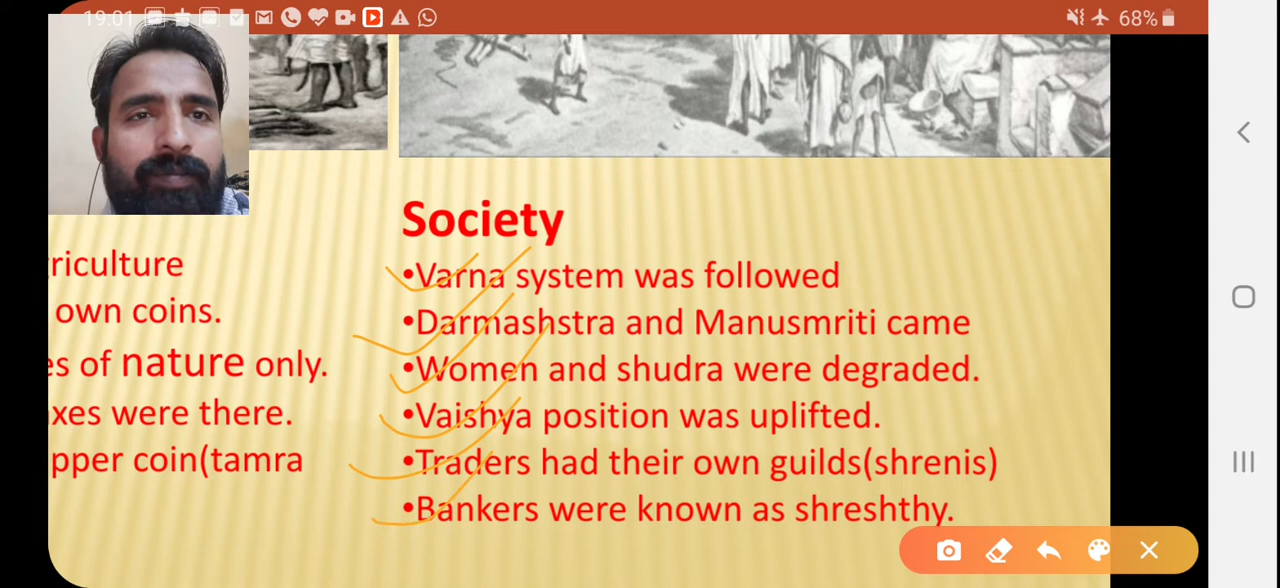 19:01
68%
riculture
own coins.
es of nature only.
xes were there.
pper coin(tamra
Society
•Varna system was followed
•Darmashstra and Manusmriti came
•Women and shudra were degraded.
•Vaishya position was uplifted.
•Traders had their own guilds(shrenis)
•Bankers were known as shreshthy.